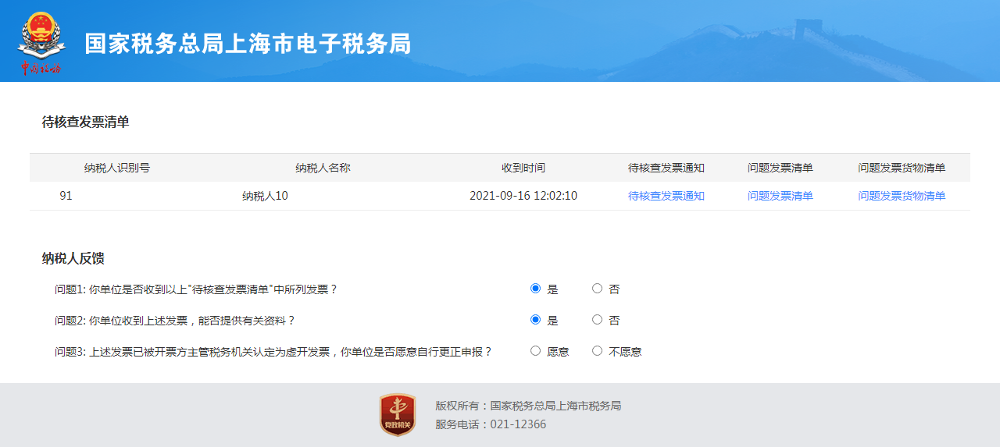 国家税务总局上海市电子税务局
中国税务
待核查发票清单
纳税人识别号 纳税人名称 收到时间 待核查发票通知 问题发票清单 问题发票货物清单
91 纳税人10 2021-09-16 12:02:10 待核查发票通知 问题发票清单 问题发票货物清单
纳税人反馈
问题1: 你单位是否收到以上"待核查发票清单"中所列发票？ 是 否
问题2: 你单位收到上述发票，能否提供有关资料？ 是 否
问题3: 上述发票已被开票方主管税务机关认定为虚开发票，你单位是否愿意自行更正申报？ 愿意 不愿意
党政机关
版权所有：国家税务总局上海市税务局
服务电话：021-12366